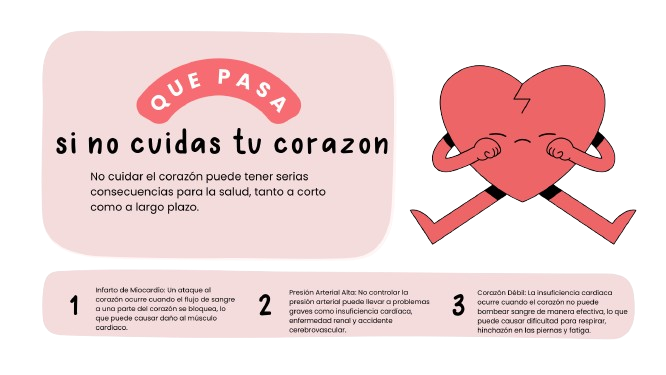 QUE PASA
si no cuidas tu corazon
No cuidar el corazón puede tener serias
consecuencias para la salud, tanto a corto
como a largo plazo.
1
Infarto de Miocardio: Un ataque al
corazón ocurre cuando el flujo de sangre
a una parte del corazón se bloquea, lo
que puede causar daño al músculo
cardíaco.
2
Presión Arterial Alta: No controlar la
presión arterial puede llevar a problemas
graves como insuficiencia cardíaca,
enfermedad renal y accidente
cerebrovascular.
3
Corazón Débil: La insuficiencia cardíaca
ocurre cuando el corazón no puede
bombear sangre de manera efectiva, lo que
puede causar dificultad para respirar,
hinchazón en las piernas y fatiga.